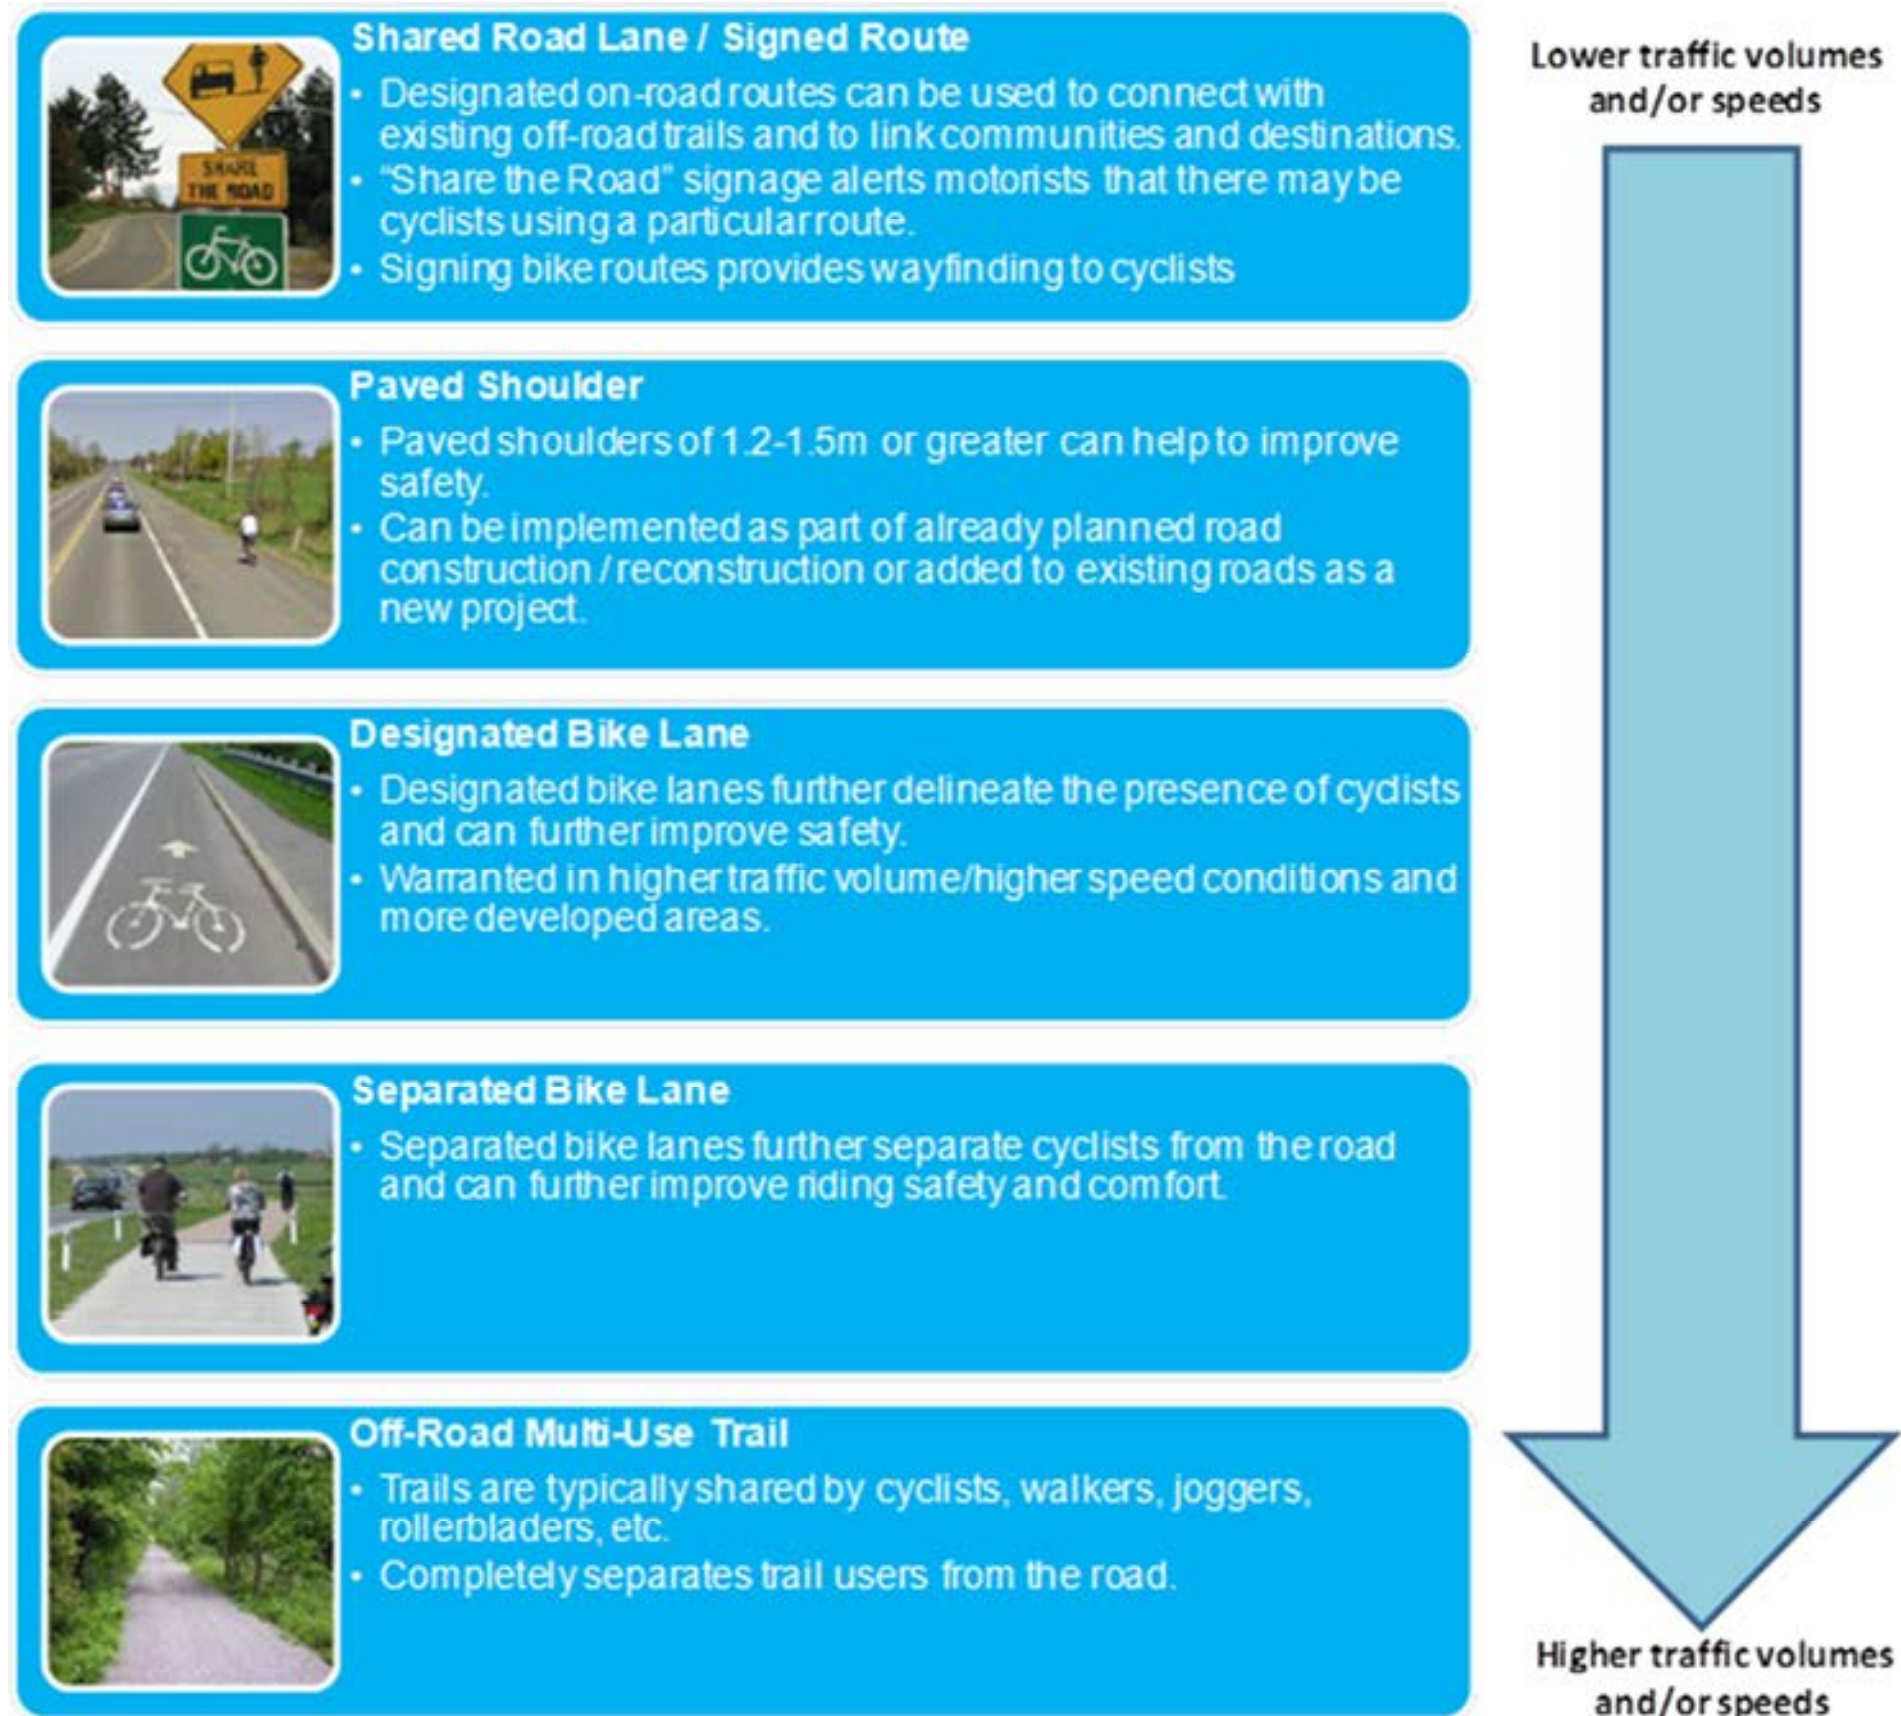 Shared Road Lane / Signed Route
• Designated on-road routes can be used to connect with
existing off-road trails and to link communities and destinations.
• “Share the Road” signage alerts motorists that there may be
cyclists using a particular route.
• Signing bike routes provides wayfinding to cyclists
SHARE
THE ROAD
Paved Shoulder
• Paved shoulders of 1.2-1.5m or greater can help to improve
safety.
• Can be implemented as part of already planned road
construction / reconstruction or added to existing roads as a
new project.
Designated Bike Lane
• Designated bike lanes further delineate the presence of cyclists
and can further improve safety.
• Warranted in higher traffic volume/higher speed conditions and
more developed areas.
Separated Bike Lane
• Separated bike lanes further separate cyclists from the road
and can further improve riding safety and comfort.
Off-Road Multi-Use Trail
• Trails are typically shared by cyclists, walkers, joggers,
rollerbladers, etc.
• Completely separates trail users from the road.
Lower traffic volumes
and/or speeds
Higher traffic volumes
and/or speeds